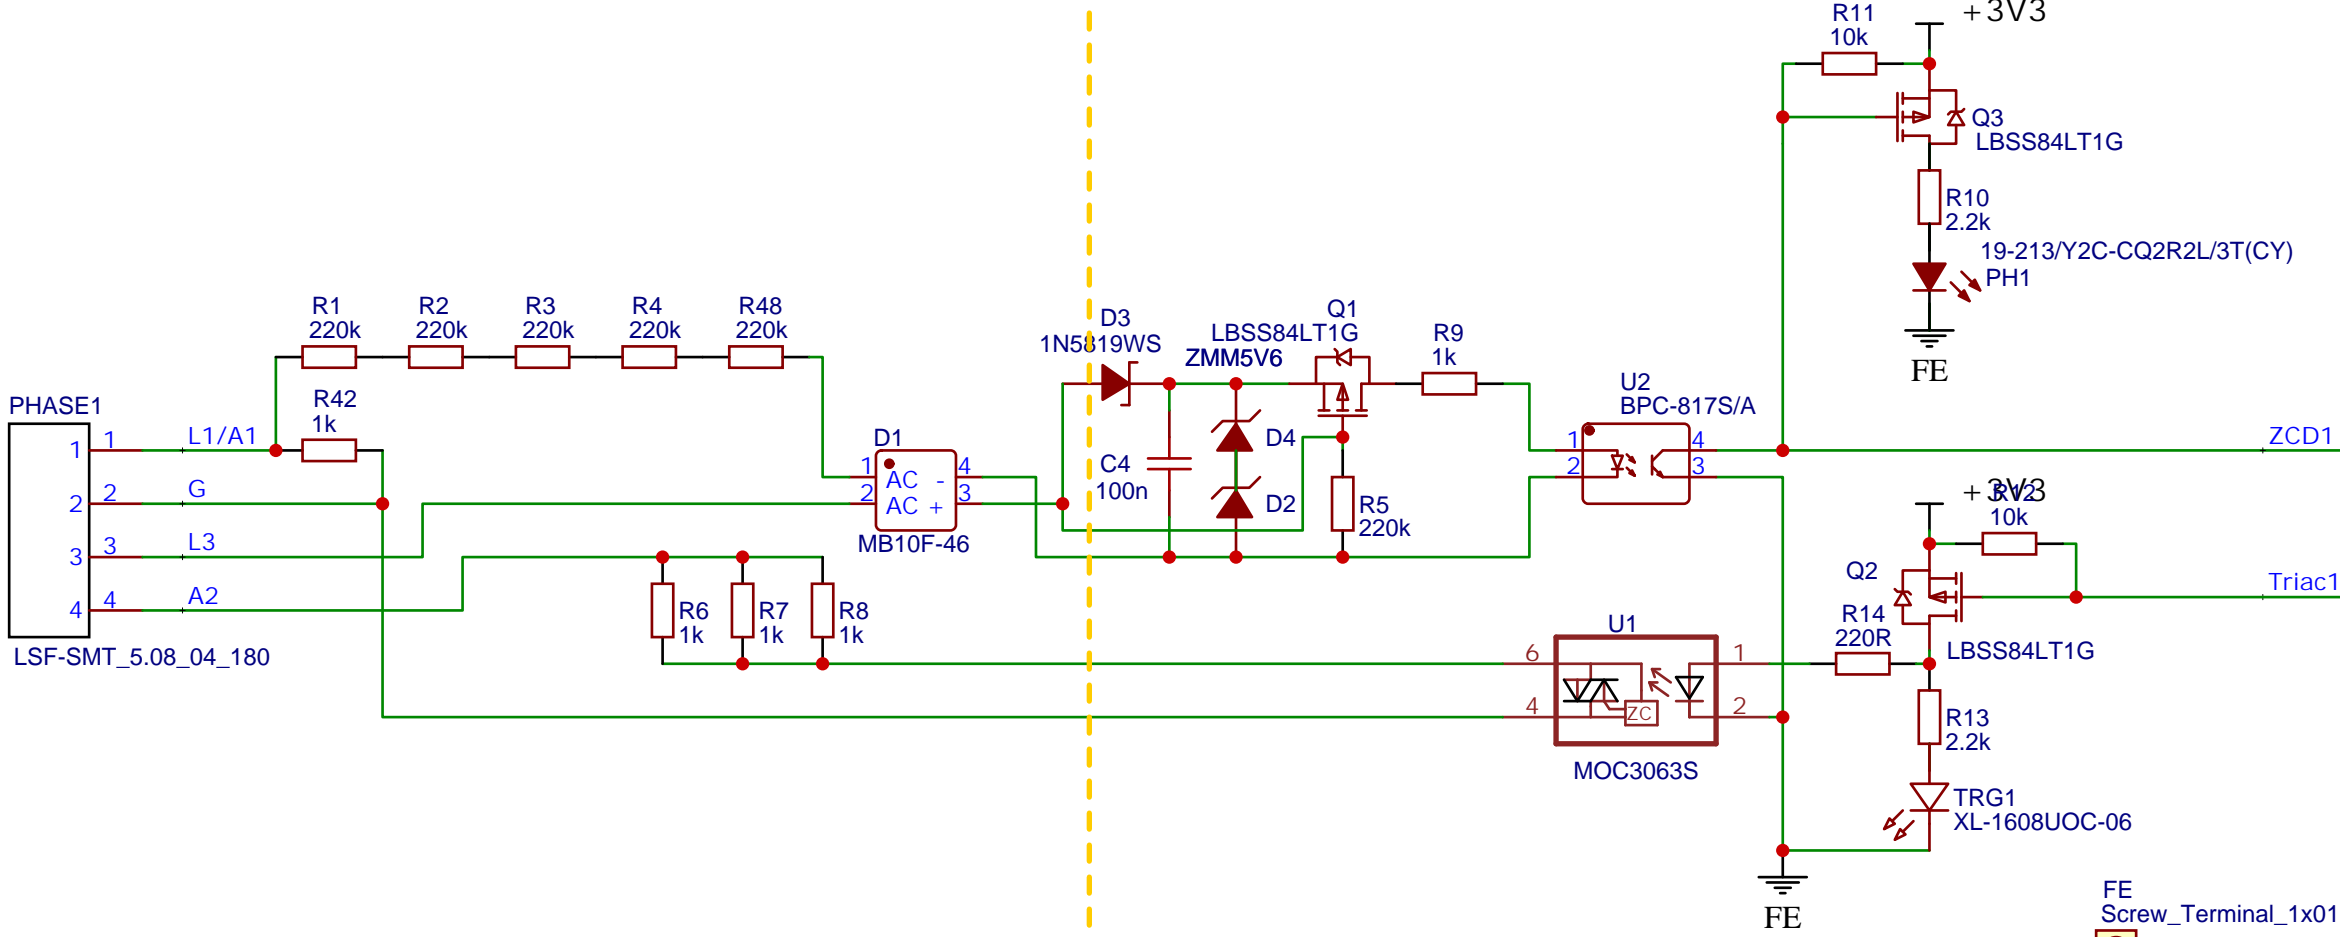 R11
10k
+3V3
Q3
LBSS84LT1G
R10
2.2k
19-213/Y2C-CQ2R2L/3T(CY)
PH1
FE
R1
220k
R2
220k
R3
220k
R4
220k
R48
220k
R42
1k
PHASE1
1
1
L1/A1
2
2
G
3
3
L3
4
4
A2
LSF-SMT_5.08_04_180
D1
1
AC -
4
2
AC +
3
MB10F-46
R6
1k
R7
1k
R8
1k
D3
1N5819WS
C4
100n
ZMM5V6
D4
D2
Q1
LBSS84LT1G
R5
220k
R9
1k
U2
BPC-817S/A
1
2
4
3
ZCD1
U1
6
4
ZC
1
2
MOC3063S
+3V3
R12
10k
Q2
LBSS84LT1G
Triac1
R14
220R
R13
2.2k
TRG1
XL-1608UOC-06
FE
FE
Screw_Terminal_1x01